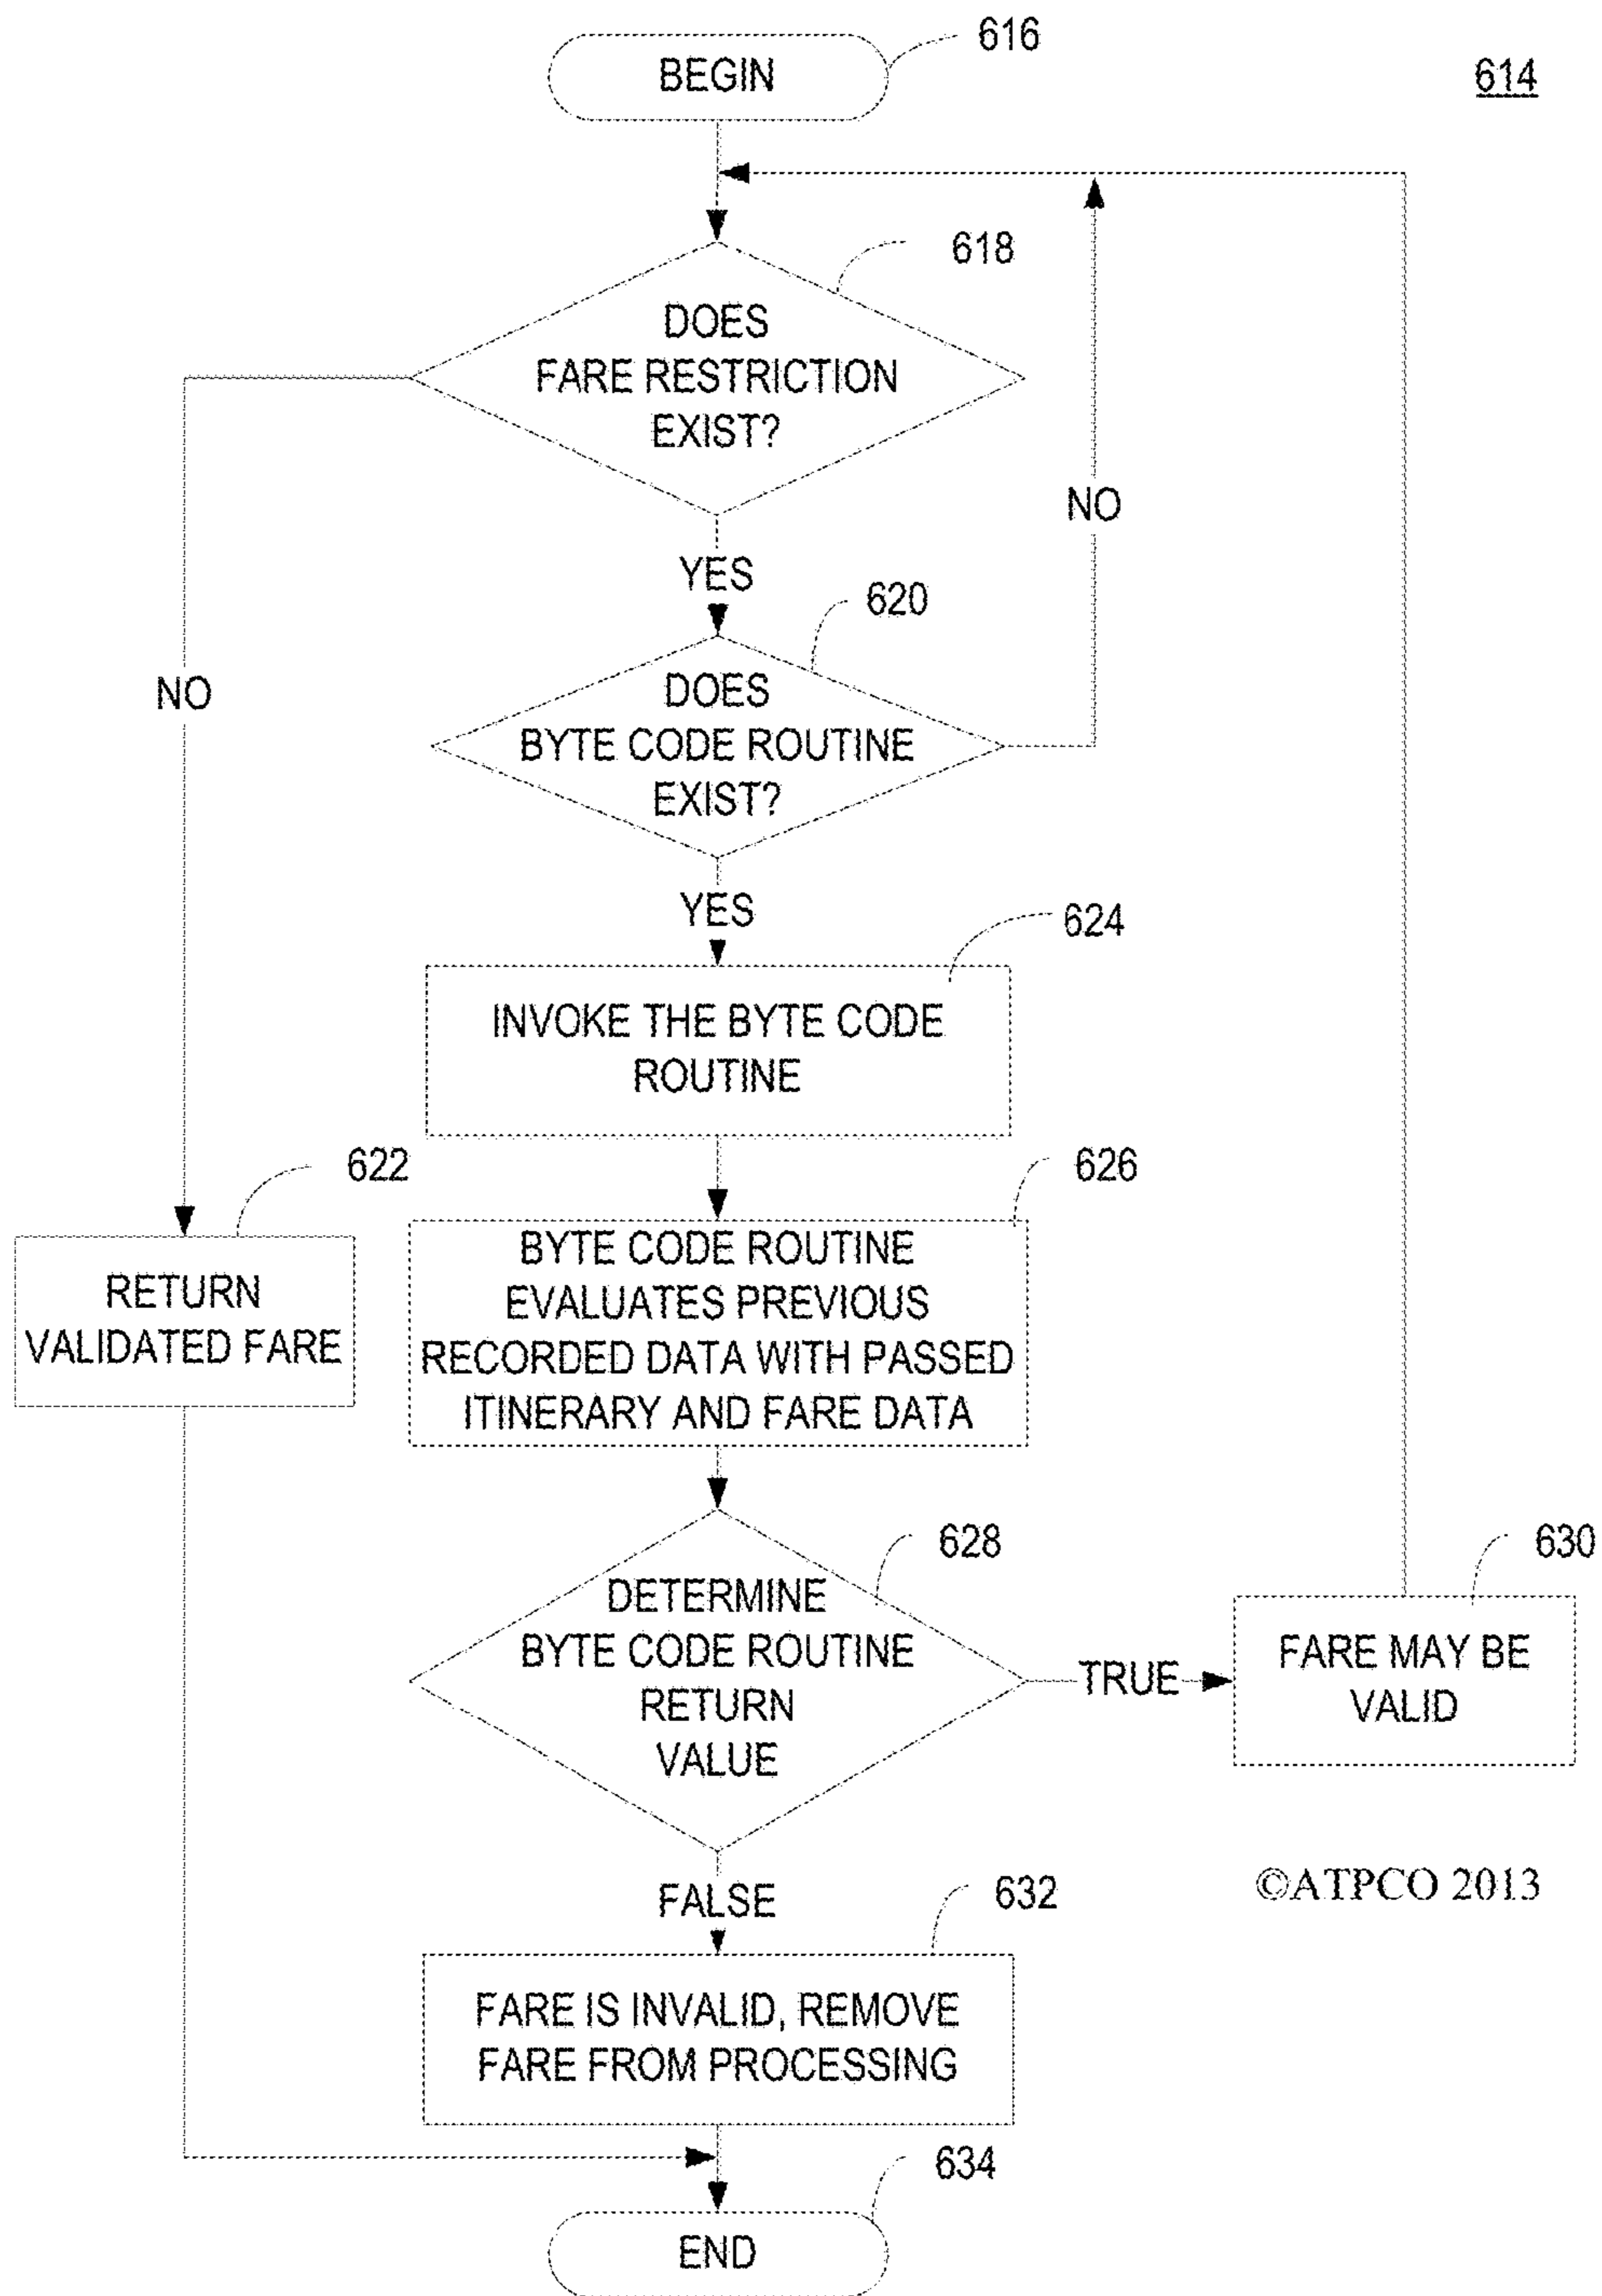 BEGIN
616
614
618
DOES
FARE RESTRICTION
EXIST?
NO
YES
620
DOES
BYTE CODE ROUTINE
EXIST?
NO
YES
624
INVOKE THE BYTE CODE
ROUTINE
622
RETURN
VALIDATED FARE
626
BYTE CODE ROUTINE
EVALUATES PREVIOUS
RECORDED DATA WITH PASSED
ITINERARY AND FARE DATA
628
DETERMINE
BYTE CODE ROUTINE
RETURN
VALUE
TRUE
630
FARE MAY BE
VALID
FALSE
©ATPCO 2013
632
FARE IS INVALID, REMOVE
FARE FROM PROCESSING
634
END